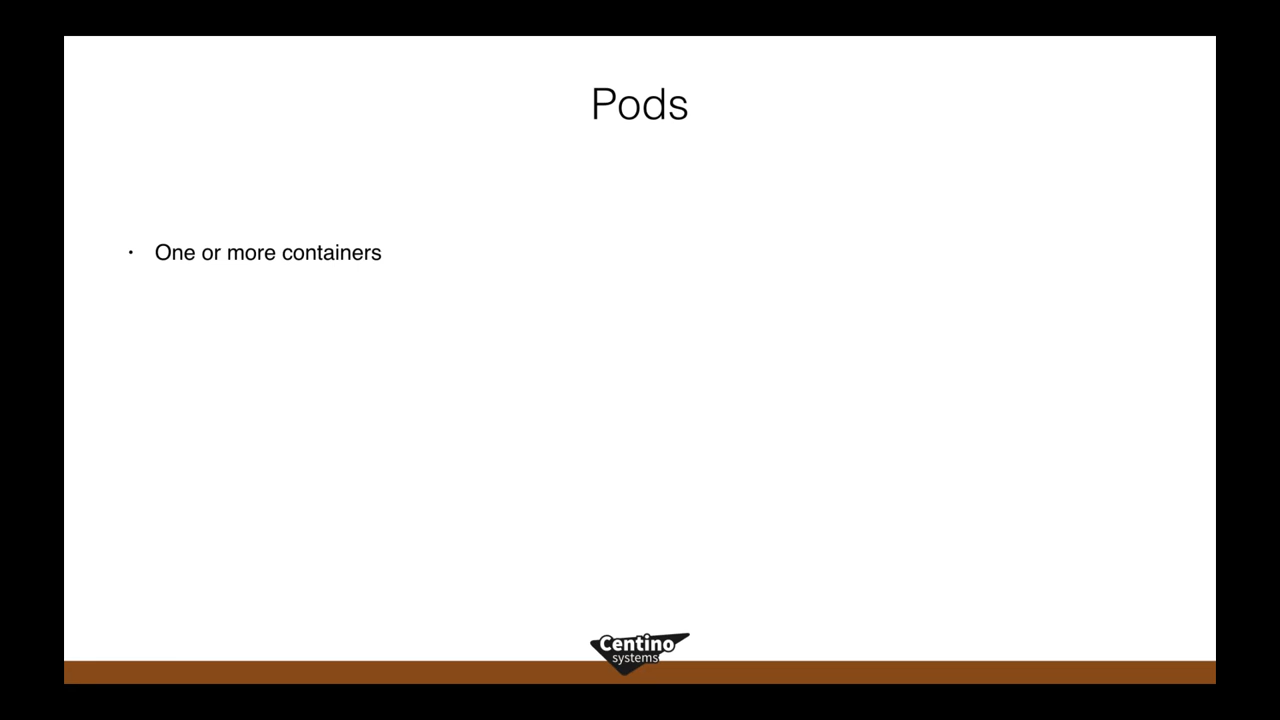 Pods
• One or more containers
Centino
systems